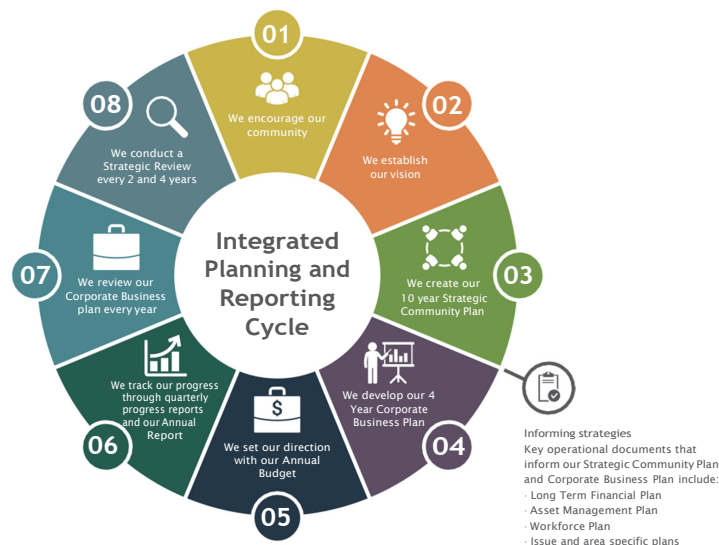 01
We encourage our
community
02
We establish
our vision
03
We create our
10 year Strategic
Community Plan
04
We develop our 4
Year Corporate
Business Plan
05
$
We set our direction
with our Annual
Budget
06
We track our progress
through quarterly
progress reports
and our Annual
Report
07
We review our
Corporate Business
plan every year
08
We conduct a
Strategic Review
every 2 and 4 years
Integrated
Planning and
Reporting
Cycle
Informing strategies
Key operational documents that
inform our Strategic Community Plan
and Corporate Business Plan include:
· Long Term Financial Plan
· Asset Management Plan
· Workforce Plan
· Issue and area specific plans